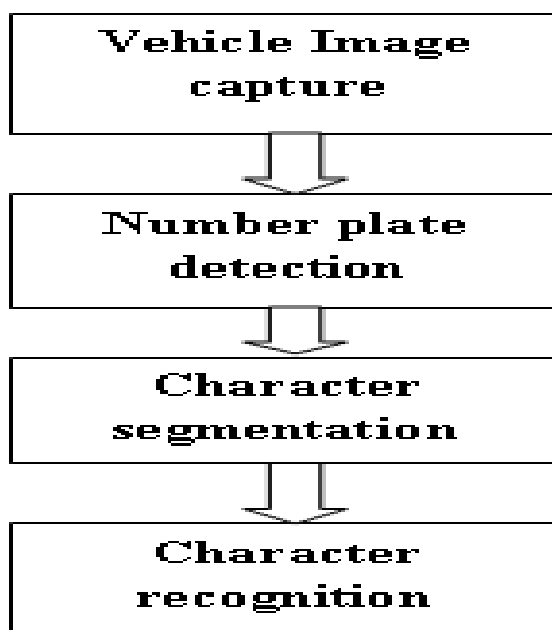 Vehicle Image
capture
Number plate
detection
Character
segmentation
Character
recognition